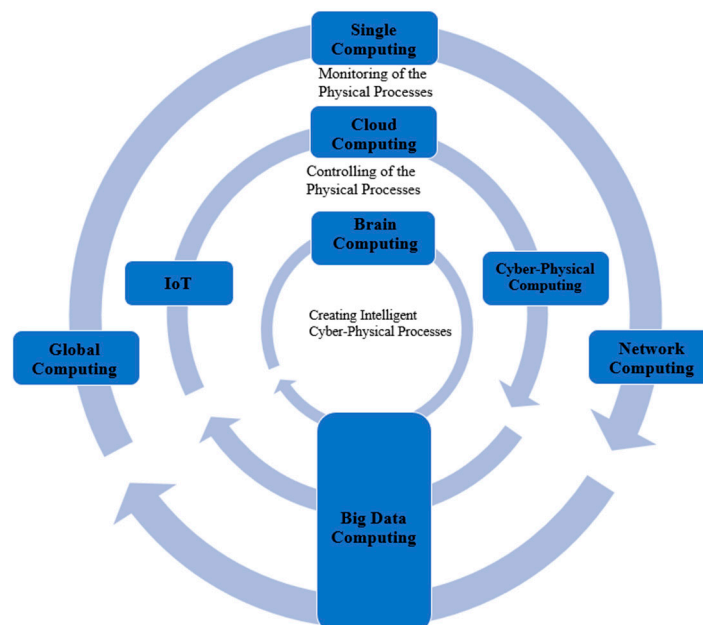 Single
Computing
Monitoring of the
Physical Processes
Cloud
Computing
Controlling of the
Physical Processes
Brain
Computing
IoT
Cyber-Physical
Computing
Creating Intelligent
Cyber-Physical Processes
Global
Computing
Network
Computing
Big Data
Computing